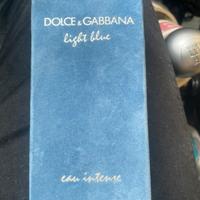 DOLCE & GABBANA
light blue
eau intense